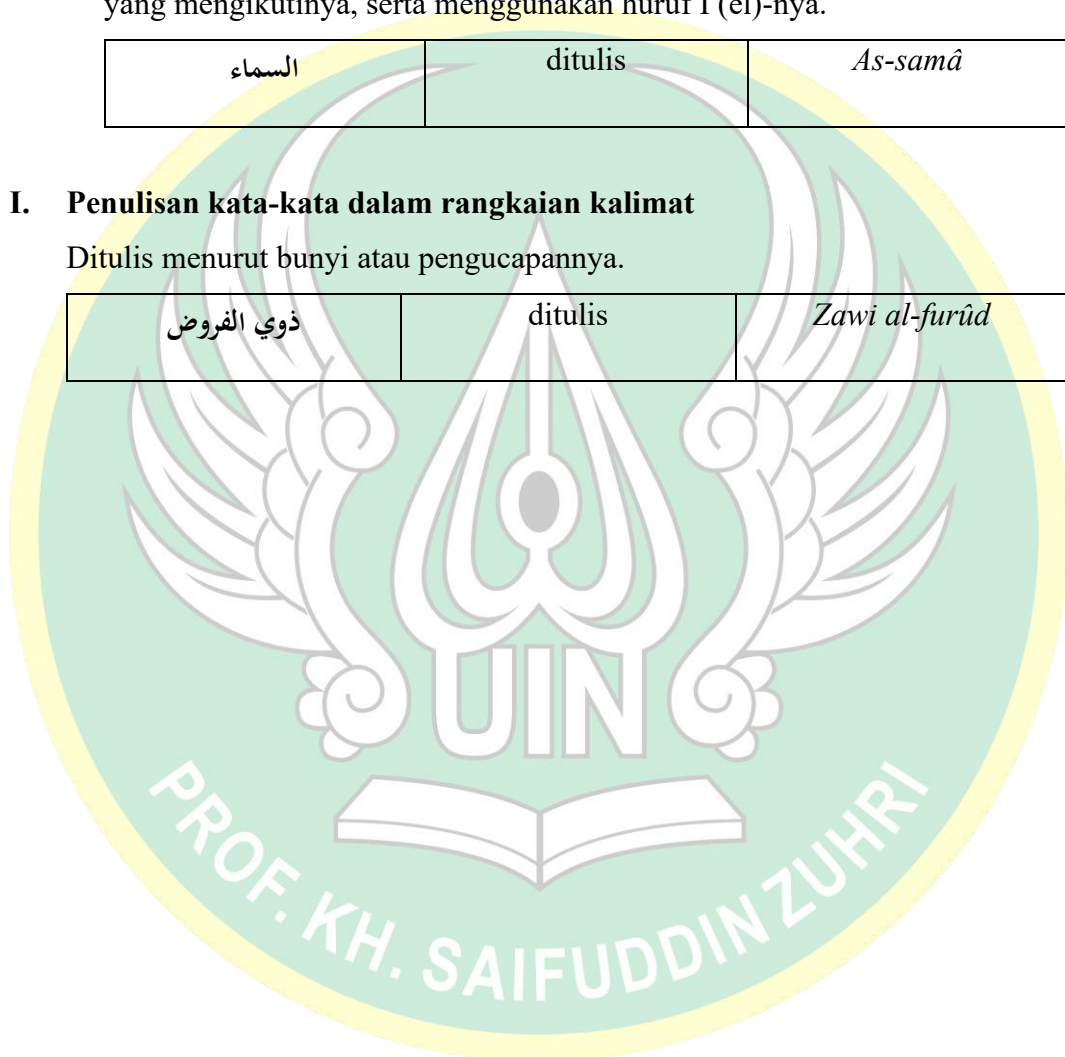 yang mengikutinya, serta menggunakan huruf I (el)-nya.
السماء ditulis As-samâ
I. Penulisan kata-kata dalam rangkaian kalimat
Ditulis menurut bunyi atau pengucapannya.
ذوي الفروض ditulis Zawi al-furûd
UIN
PROF. KH. SAIFUDDIN ZUHRI